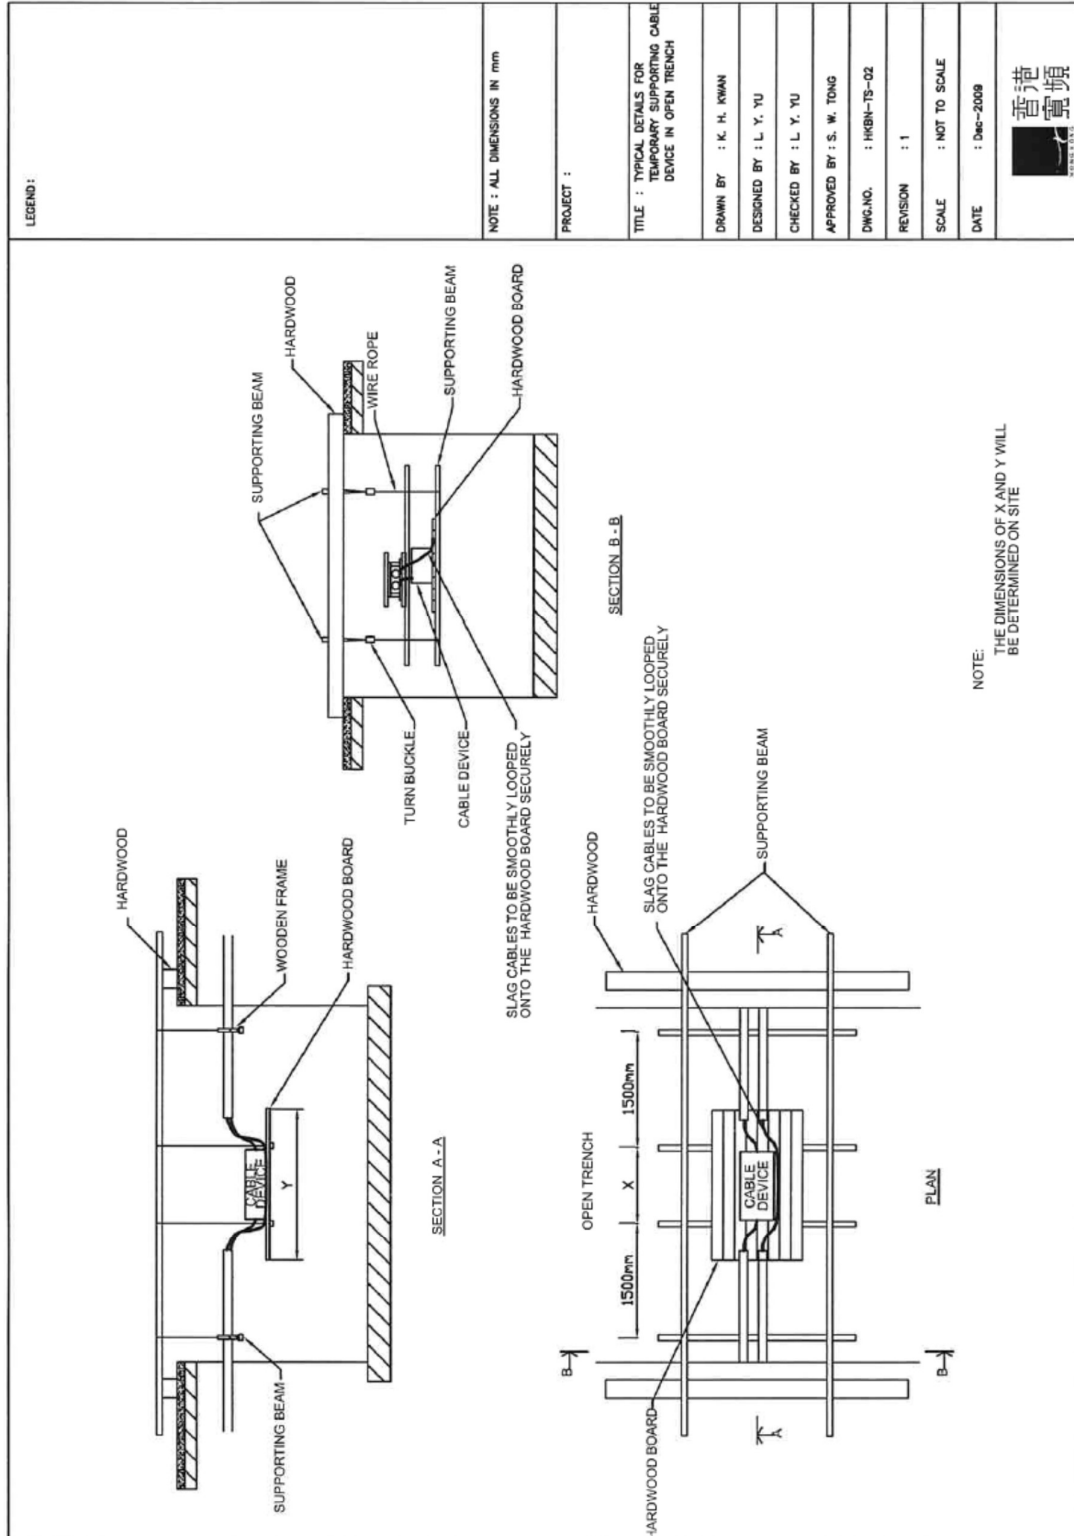 HARDWOOD
WOODEN FRAME
HARDWOOD BOARD
SUPPORTING BEAM
CABLE
DEVICE
Y
SECTION A - A
SUPPORTING BEAM
HARDWOOD
WIRE ROPE
SUPPORTING BEAM
HARDWOOD BOARD
TURN BUCKLE
CABLE DEVICE
SLAG CABLES TO BE SMOOTHLY LOOPED
ONTO THE HARDWOOD BOARD SECURELY
SECTION B - B
OPEN TRENCH
HARDWOOD
SLAG CABLES TO BE SMOOTHLY LOOPED
ONTO THE HARDWOOD BOARD SECURELY
1500mm
X
1500mm
CABLE
DEVICE
SUPPORTING BEAM
HARDWOOD BOARD
B
B
A
A
PLAN
NOTE:
THE DIMENSIONS OF X AND Y WILL
BE DETERMINED ON SITE
LEGEND :
NOTE : ALL DIMENSIONS IN mm
PROJECT :
TITLE : TYPICAL DETAILS FOR
TEMPORARY SUPPORTING CABLE
DEVICE IN OPEN TRENCH
DRAWN BY : K. H. KWAN
DESIGNED BY : L. Y. YU
CHECKED BY : L. Y. YU
APPROVED BY : S. W. TONG
DWG.NO. : HKBN-TS-02
REVISION : 1
SCALE : NOT TO SCALE
DATE : Dec-2009
香港
寬頻